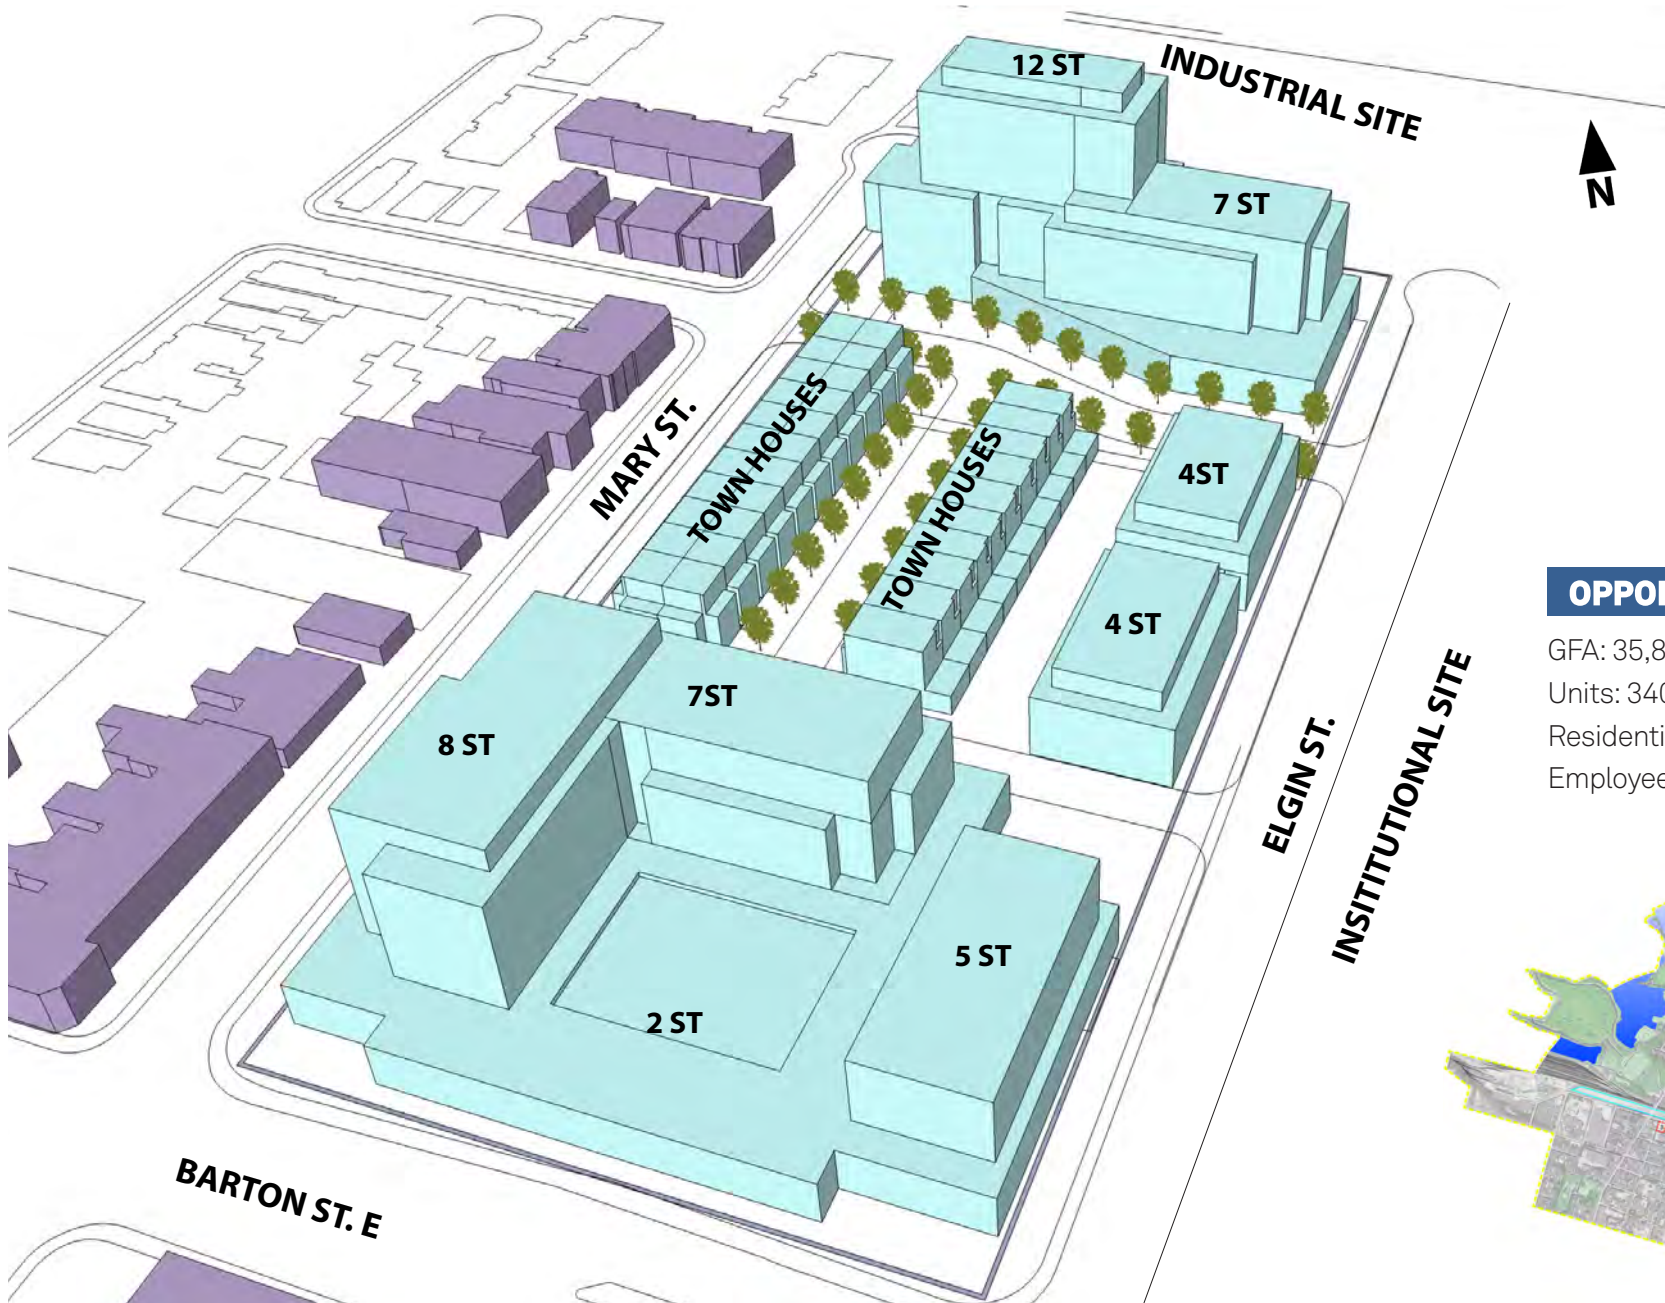 12 ST
INDUSTRIAL SITE
N
7 ST
TOWN HOUSES
MARY ST.
TOWN HOUSES
4ST
4 ST
7ST
8 ST
5 ST
2 ST
ELGIN ST.
INSITITUTIONAL SITE
BARTON ST. E
OPPO
GFA: 35,8
Units: 340
Residenti
Employee